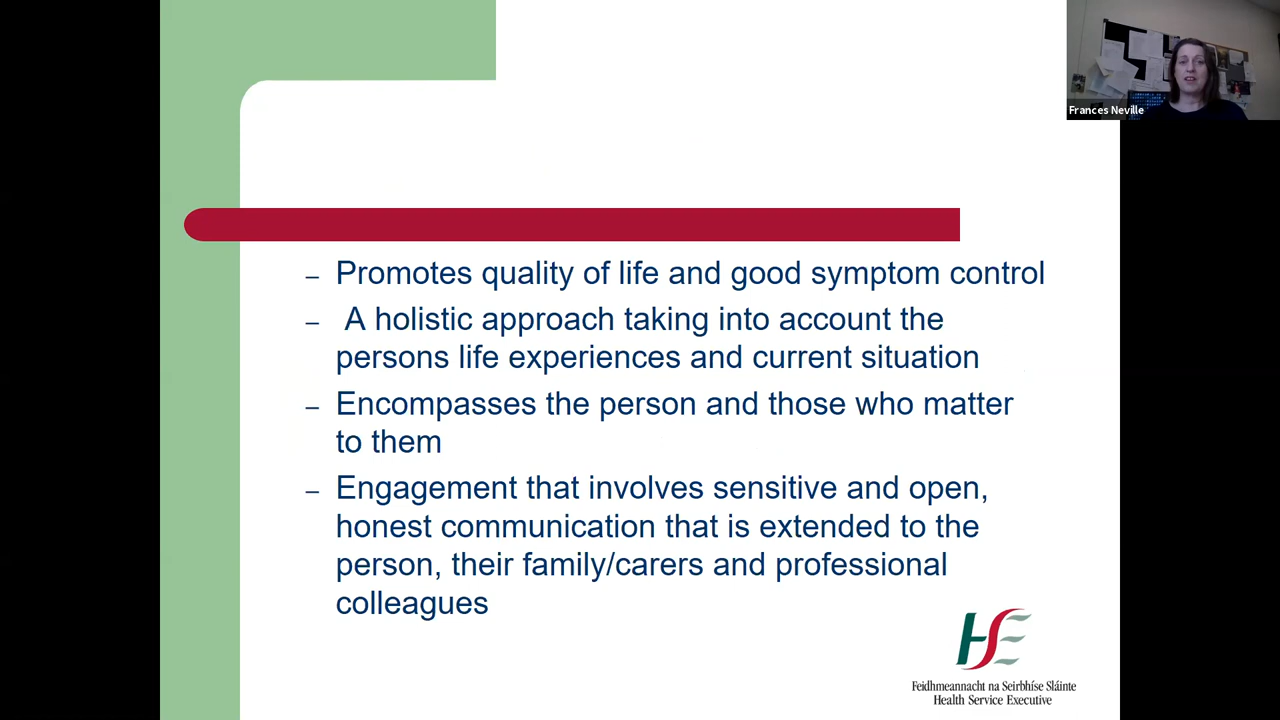 Frances Neville
– Promotes quality of life and good symptom control
– A holistic approach taking into account the
persons life experiences and current situation
– Encompasses the person and those who matter
to them
– Engagement that involves sensitive and open,
honest communication that is extended to the
person, their family/carers and professional
colleagues
HSE
Feidhmeannacht na Seirbhíse Sláinte
Health Service Executive